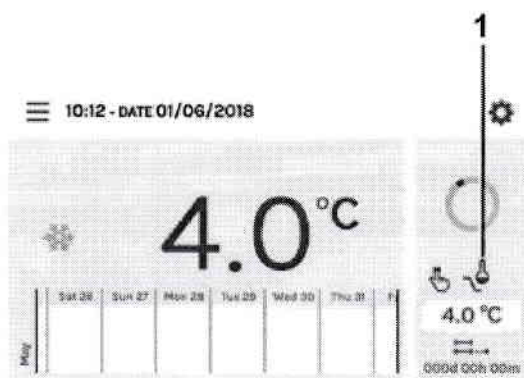 1
10:12 - DATE 01/06/2018
4.0°C
Sat 26 Sun 27 Mon 28 Tue 29 Wed 30 Thu 31
May
4.0 °C
000d 00h 00m